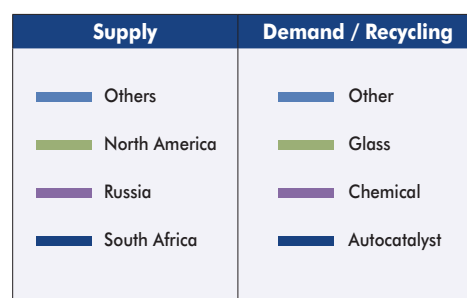 Supply
Others
North America
Russia
South Africa
Demand / Recycling
Other
Glass
Chemical
Autocatalyst